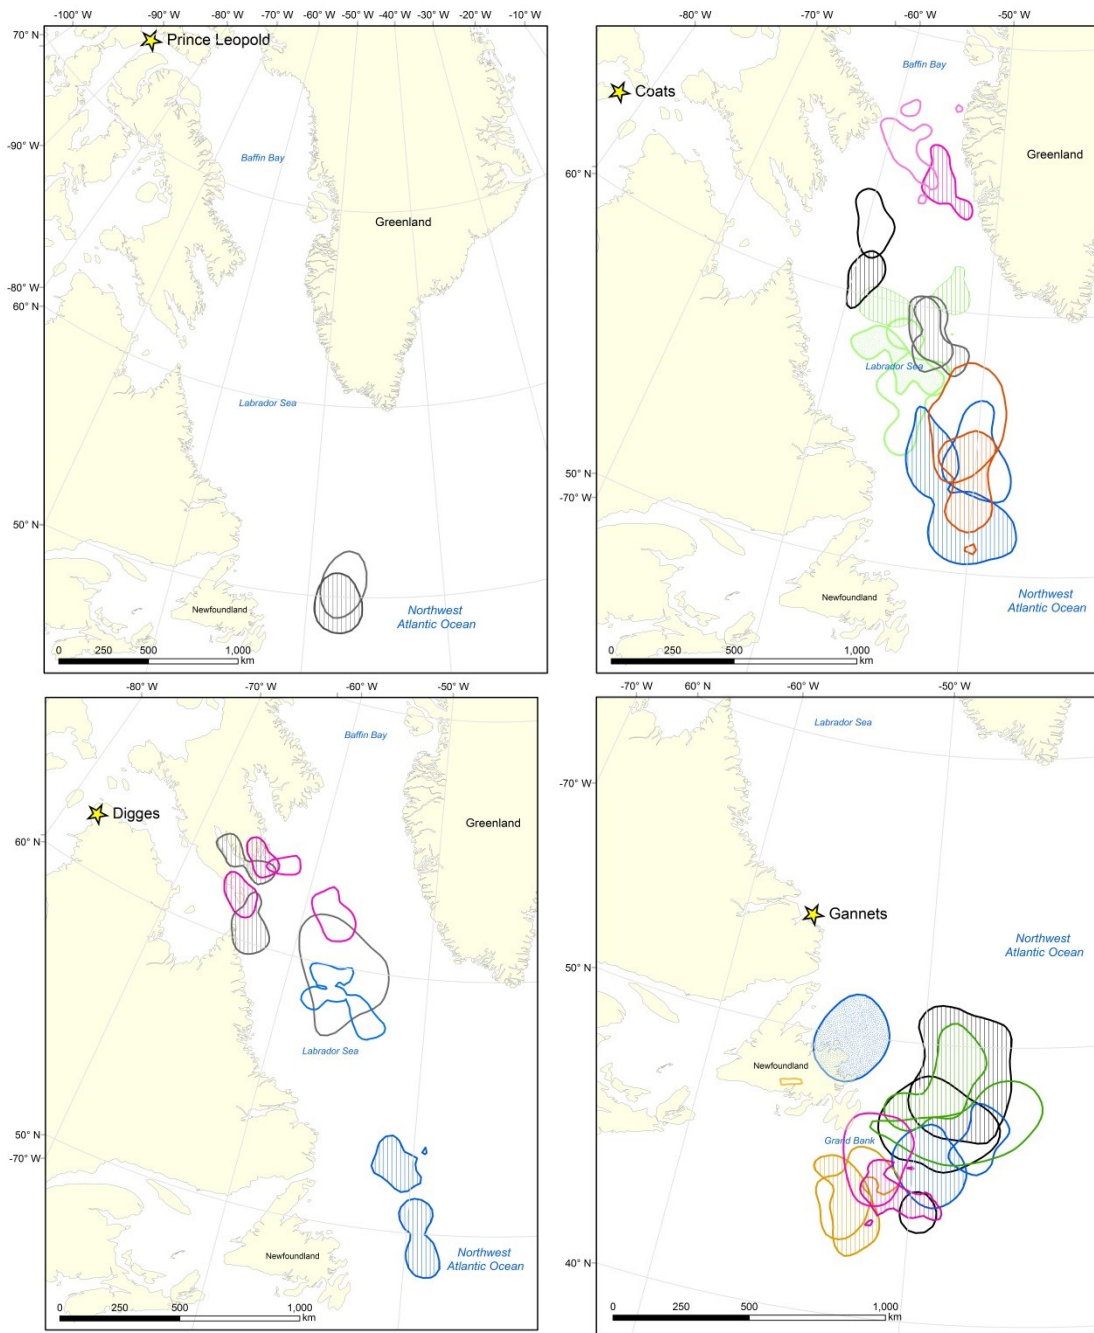 -100° W -90° W -80° W -70° W -60° W -50° W -40° W -30° W -20° W -10° W
70° N
70° N
Prince Leopold
-90° W
Baffin Bay
Greenland
-80° W
60° N
Labrador Sea
50° N
Newfoundland
Northwest
Atlantic Ocean
-70° W
-60° W
-50° W
-40° W
0 250 500 1,000
km
-80° W -70° W -60° W -50° W
Baffin Bay
Coats
Greenland
60° N
Labrador Sea
50° N
-70° W
Newfoundland
Northwest
Atlantic Ocean
0 250 500 1,000
km
-80° W -70° W -60° W -50° W
Baffin Bay
Digges
Greenland
60° N
Labrador Sea
50° N
-70° W
Newfoundland
Northwest
Atlantic Ocean
0 250 500 1,000
km
-70° W 60° N -60° W -50° W
Labrador Sea
-70° W
Gannets
Northwest
Atlantic Ocean
50° N
Newfoundland
Grand Bank
40° N
0 250 500 1,000
km